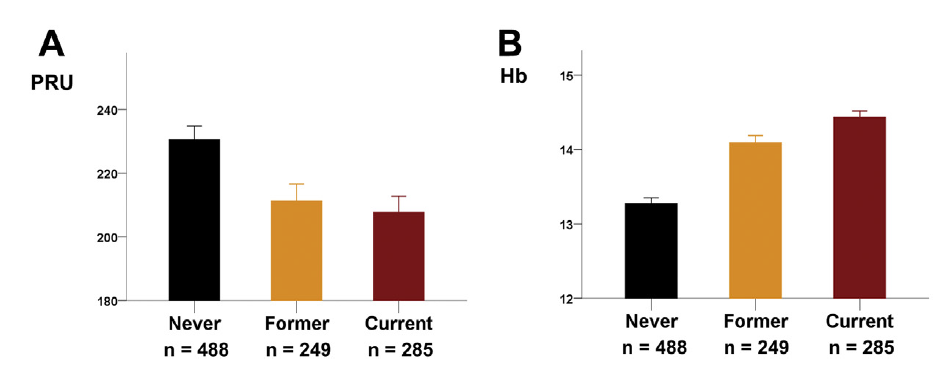 A
PRU
240
220
200
180
Never
Former
Current
n = 488
n = 249
n = 285
B
Hb
15
14
13
12
Never
Former
Current
n = 488
n = 249
n = 285